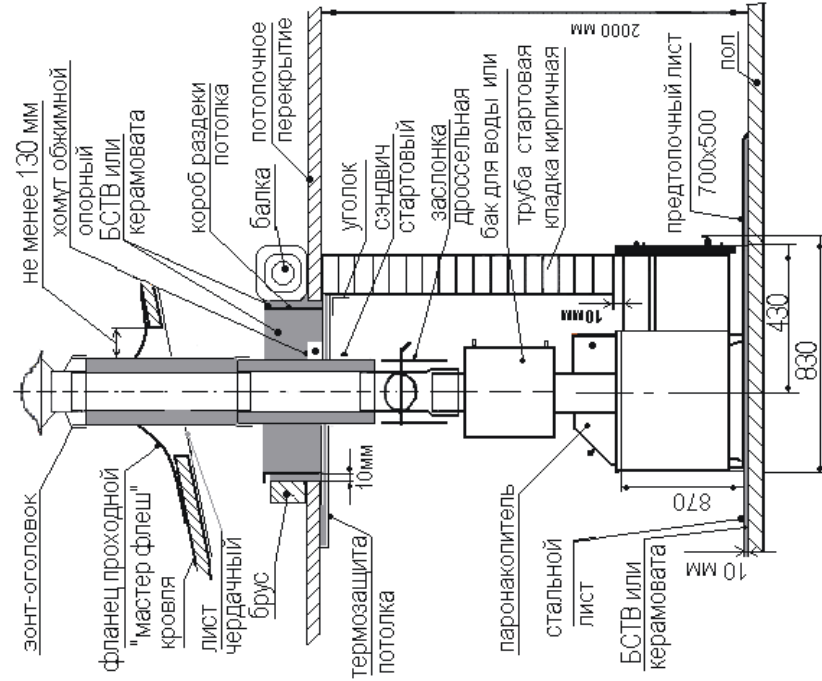 не менее 130 мм
хомут обжимной
опорный
БСТВ или
керамовата
короб раздеки
потолка
балка
потопочное
перекрытие
уголок
сэндвич
стартовый
заслонка
дроссельная
бак для воды или
труба стартовая
кладка кирпичная
2000 мм
пол
предтопочный лист
700х500
10мм
430
830
870
10мм
зонт-оголовок
фланец проходной
"мастер флеш"
кровля
лист
чердачный
брус
термозащита
потолка
паронакопитель
стальной
лист
БСТВ или
керамовата
10 мм